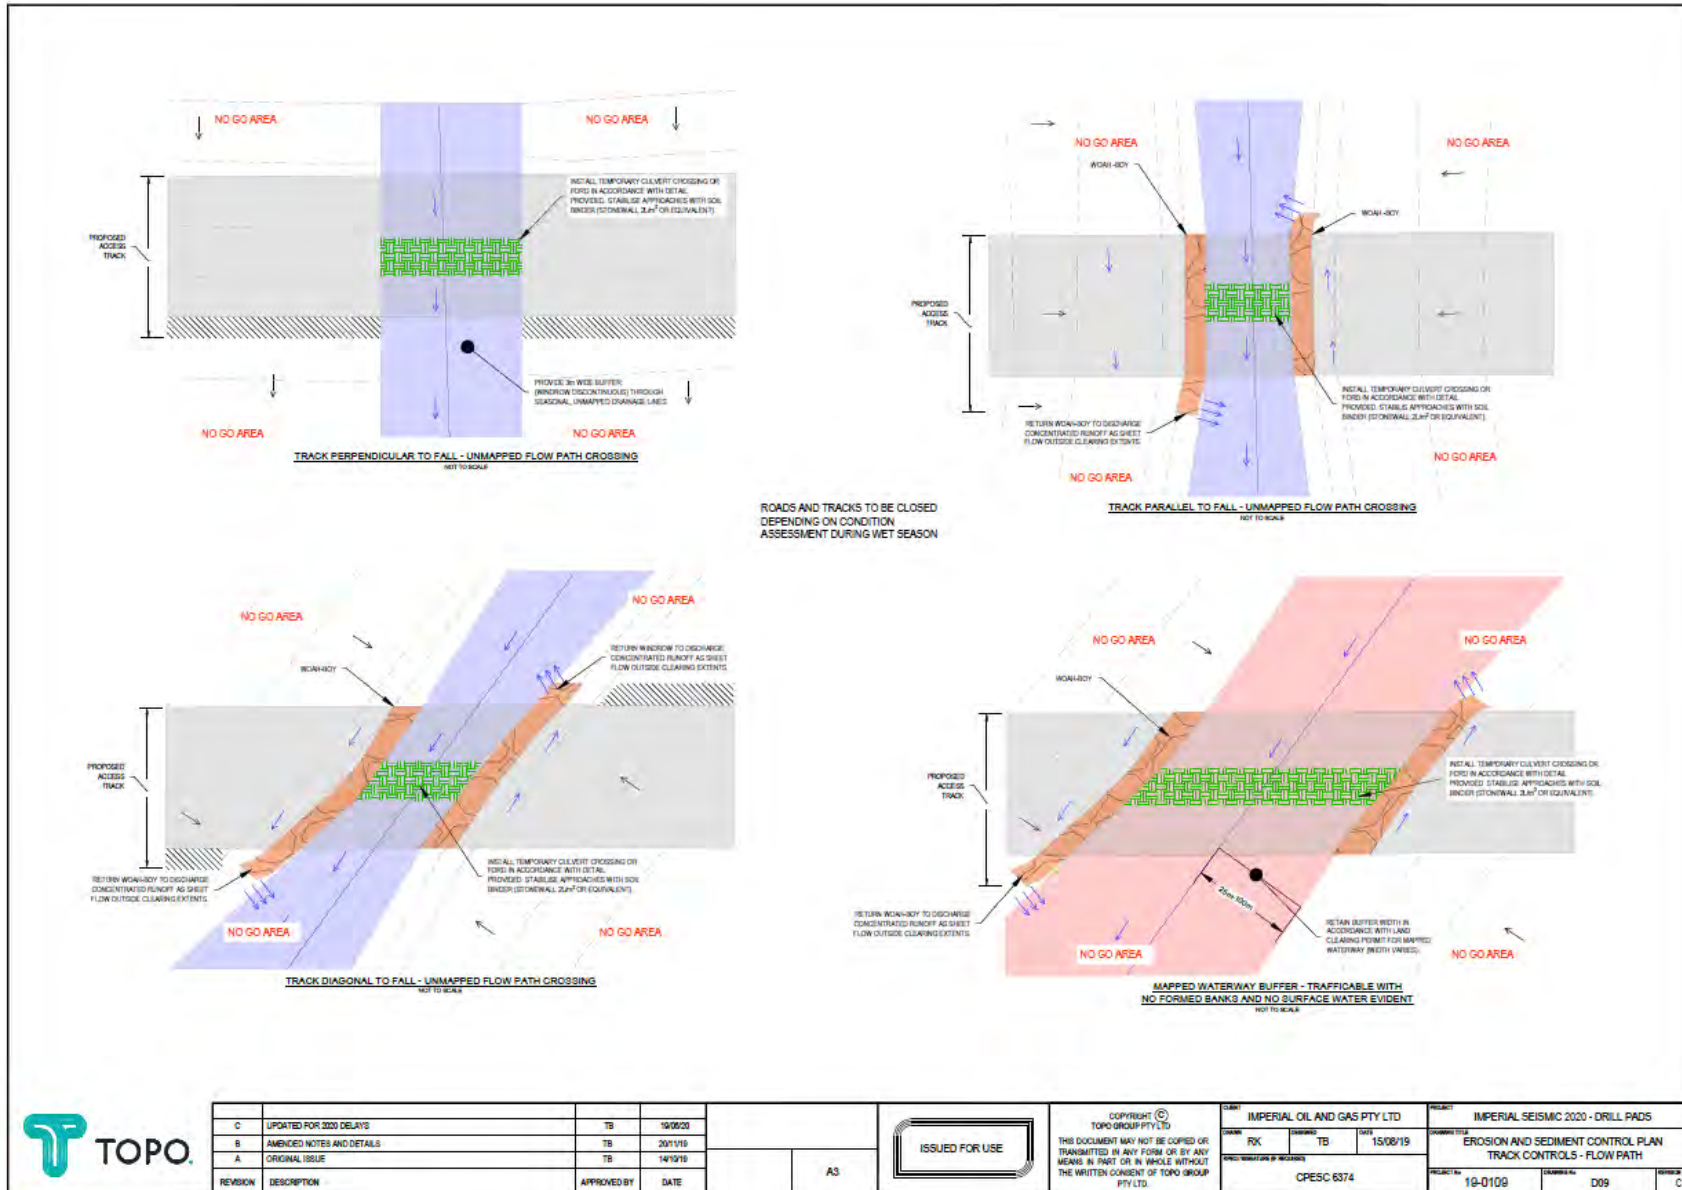 NO GO AREA
NO GO AREA
INSTALL TEMPORARY CULVERT CROSSING OR
FORD IN ACCORDANCE WITH DETAIL
PROVIDED. STABILISE APPROACHES WITH SOIL
BINDER (STONEWALL 2L/m² OR EQUIVALENT)
PROPOSED
ACCESS
TRACK
PROVIDE 3m WIDE BUFFER
(WINDROW DISCONTINUOUS) THROUGH
SEASONAL, UNMAPPED DRAINAGE LINES
NO GO AREA
NO GO AREA
TRACK PERPENDICULAR TO FALL - UNMAPPED FLOW PATH CROSSING
NOT TO SCALE
NO GO AREA
NO GO AREA
WOAH-BOY
WOAH-BOY
PROPOSED
ACCESS
TRACK
INSTALL TEMPORARY CULVERT CROSSING OR
FORD IN ACCORDANCE WITH DETAIL
PROVIDED. STABILIS APPROACHES WITH SOIL
BINDER (STONEWALL 2L/m² OR EQUIVALENT)
RETURN WOAH-BOY TO DISCHARGE
CONCENTRATED RUNOFF AS SHEET
FLOW OUTSIDE CLEARING EXTENTS
NO GO AREA
NO GO AREA
TRACK PARALLEL TO FALL - UNMAPPED FLOW PATH CROSSING
NOT TO SCALE
ROADS AND TRACKS TO BE CLOSED
DEPENDING ON CONDITION
ASSESSMENT DURING WET SEASON
NO GO AREA
NO GO AREA
WOAH-BOY
RETURN WINDROW TO DISCHARGE
CONCENTRATED RUNOFF AS SHEET
FLOW OUTSIDE CLEARING EXTENTS
PROPOSED
ACCESS
TRACK
RETURN WOAH-BOY TO DISCHARGE
CONCENTRATED RUNOFF AS SHEET
FLOW OUTSIDE CLEARING EXTENTS
INSTALL TEMPORARY CULVERT CROSSING OR
FORD IN ACCORDANCE WITH DETAIL
PROVIDED. STABILISE APPROACHES WITH SOIL
BINDER (STONEWALL 2L/m² OR EQUIVALENT)
NO GO AREA
NO GO AREA
TRACK DIAGONAL TO FALL - UNMAPPED FLOW PATH CROSSING
NOT TO SCALE
NO GO AREA
NO GO AREA
WOAH-BOY
PROPOSED
ACCESS
TRACK
INSTALL TEMPORARY CULVERT CROSSING OR
FORD IN ACCORDANCE WITH DETAIL
PROVIDED. STABILISE APPROACHES WITH SOIL
BINDER (STONEWALL 2L/m² OR EQUIVALENT)
25m-100m
RETURN WOAH-BOY TO DISCHARGE
CONCENTRATED RUNOFF AS SHEET
FLOW OUTSIDE CLEARING EXTENTS
RETAIN BUFFER WIDTH IN
ACCORDANCE WITH LAND
CLEARING PERMIT FOR MAPPED
WATERWAY (WIDTH VARIES)
NO GO AREA
NO GO AREA
MAPPED WATERWAY BUFFER - TRAFFICABLE WITH
NO FORMED BANKS AND NO SURFACE WATER EVIDENT
NOT TO SCALE
TOPO.
C UPDATED FOR 2020 DELAYS TB 19/06/20
B AMENDED NOTES AND DETAILS TB 20/11/19
A ORIGINAL ISSUE TB 14/10/19
REVISION DESCRIPTION APPROVED BY DATE
A3
ISSUED FOR USE
COPYRIGHT ©
TOPO GROUP PTY LTD
THIS DOCUMENT MAY NOT BE COPIED OR
TRANSMITTED IN ANY FORM OR BY ANY
MEANS IN PART OR IN WHOLE WITHOUT
THE WRITTEN CONSENT OF TOPO GROUP
PTY LTD.
CLIENT
IMPERIAL OIL AND GAS PTY LTD
DRAWN DESIGNED DATE
RK TB 15/08/19
CPESC 6374
PROJECT
IMPERIAL SEISMIC 2020 - DRILL PADS
DRAWING TITLE
EROSION AND SEDIMENT CONTROL PLAN
TRACK CONTROLS - FLOW PATH
PROJECT No DRAWING No REVISION
19-0109 D09 C